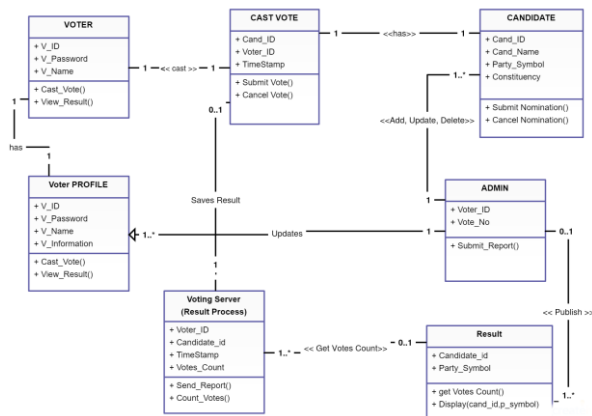 VOTER
+ V_ID
+ V_Password
+ V_Name
+ Cast_Vote()
+ View_Result()
1 << cast >> 1
CAST VOTE
+ Cand_ID
+ Voter_ID
+ TimeStamp
+ Submit Vote()
+ Cancel Vote()
1 <<has>> 1
CANDIDATE
+ Cand_ID
+ Cand_Name
+ Party_Symbol
+ Constituency
+ Submit Nomination()
+ Cancel Nomination()
1
has
1
0..1
Saves Result
1
1..*
<<Add, Update, Delete>>
1
Voter PROFILE
+ V_ID
+ V_Password
+ V_Name
+ V_Information
+ Cast_Vote()
+ View_Result()
1..* Updates 1
ADMIN
+ Voter_ID
+ Vote_No
+ Submit_Report()
0..1
<< Publish >>
1..*
Voting Server
(Result Process)
+ Voter_ID
+ Candidate_id
+ TimeStamp
+ Votes_Count
+ Send_Report()
+ Count_Votes()
1..* << Get Votes Count>> 0..1
Result
+ Candidate_id
+ Party_Symbol
+ get Votes Count()
+ Display(cand_id,p_symbol)